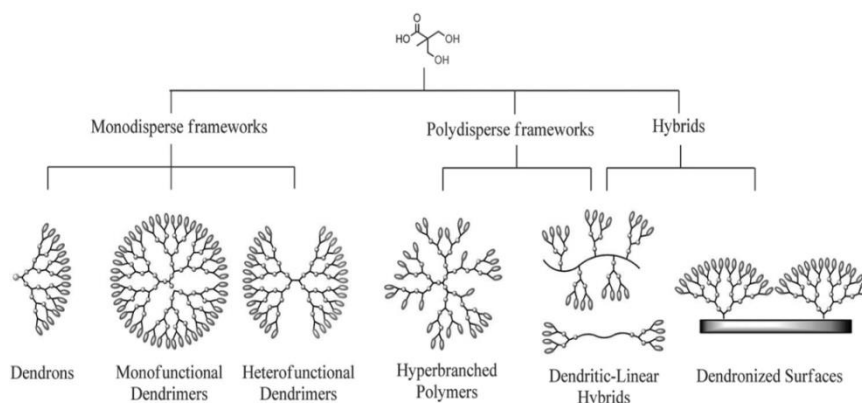 O
HO
OH
OH
Monodisperse frameworks
Polydisperse frameworks
Hybrids
Dendrons
Monofunctional
Dendrimers
Heterofunctional
Dendrimers
Hyperbranched
Polymers
Dendritic-Linear
Hybrids
Dendronized Surfaces